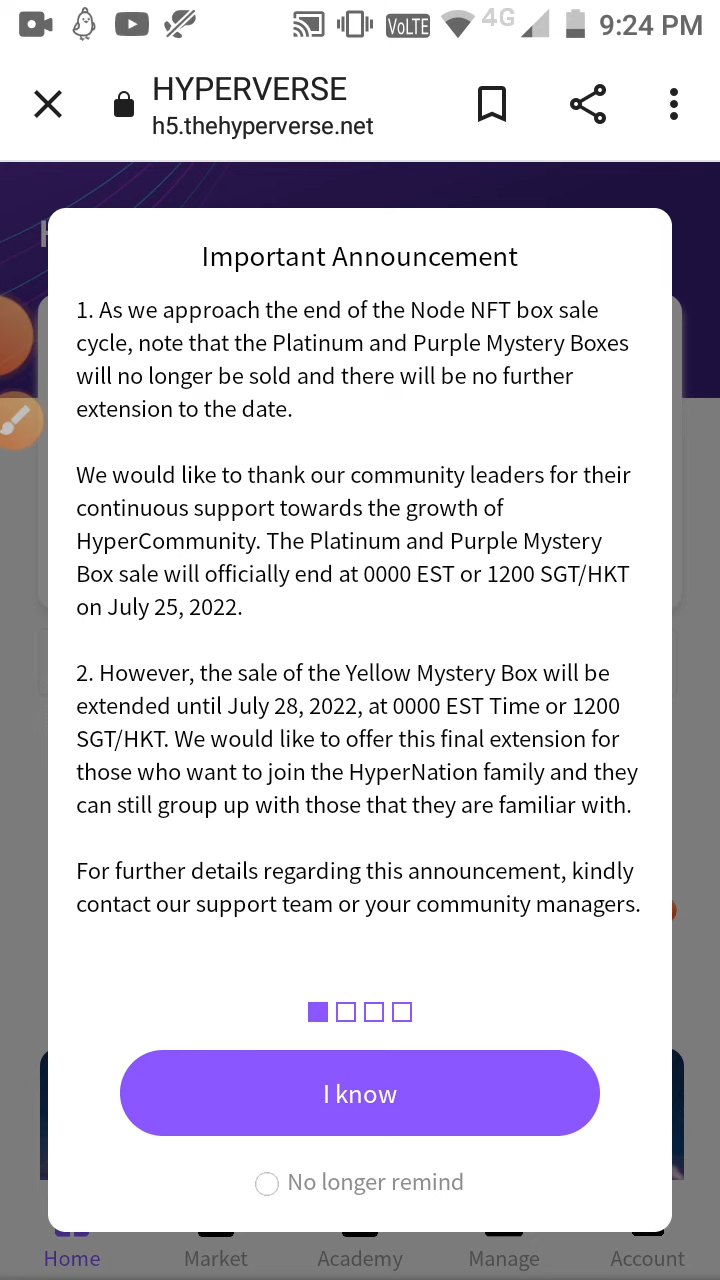 VoLTE 4G 9:24 PM
HYPERVERSE
h5.thehyperverse.net
Important Announcement
1. As we approach the end of the Node NFT box sale
cycle, note that the Platinum and Purple Mystery Boxes
will no longer be sold and there will be no further
extension to the date.
We would like to thank our community leaders for their
continuous support towards the growth of
HyperCommunity. The Platinum and Purple Mystery
Box sale will officially end at 0000 EST or 1200 SGT/HKT
on July 25, 2022.
2. However, the sale of the Yellow Mystery Box will be
extended until July 28, 2022, at 0000 EST Time or 1200
SGT/HKT. We would like to offer this final extension for
those who want to join the HyperNation family and they
can still group up with those that they are familiar with.
For further details regarding this announcement, kindly
contact our support team or your community managers.
I know
No longer remind
Home Market Academy Manage Account